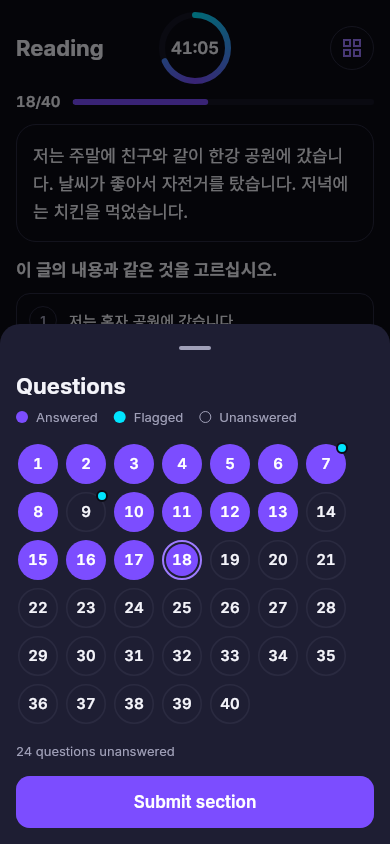 Reading
41:05
18/40
저는 주말에 친구와 같이 한강 공원에 갔습니
다. 날씨가 좋아서 자전거를 탔습니다. 저녁에
는 치킨을 먹었습니다.
이 글의 내용과 같은 것을 고르십시오.
1 저는 혼자 공원에 갔습니다
Questions
Answered Flagged Unanswered
1 2 3 4 5 6 7
8 9 10 11 12 13 14
15 16 17 18 19 20 21
22 23 24 25 26 27 28
29 30 31 32 33 34 35
36 37 38 39 40
24 questions unanswered
Submit section